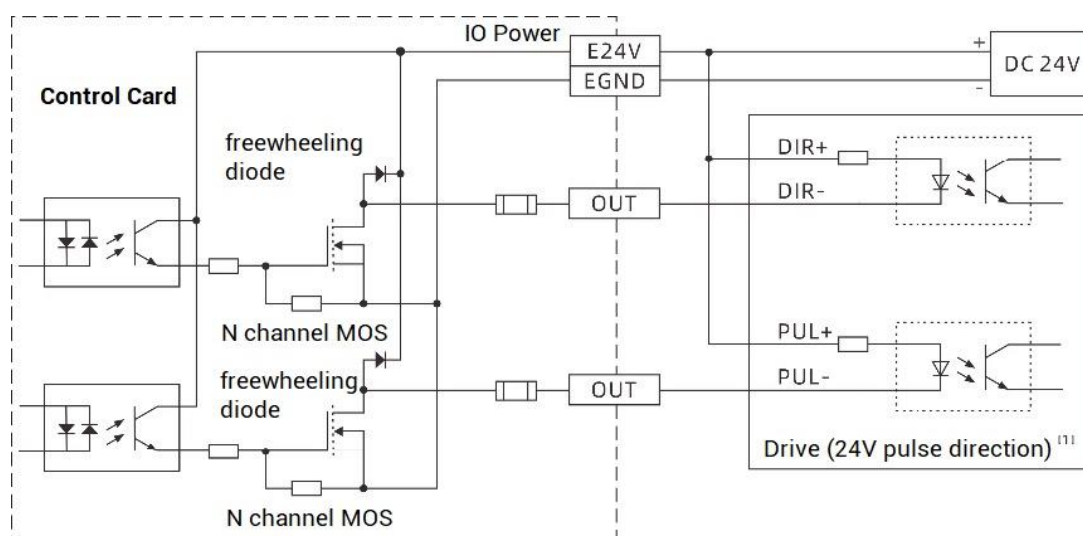 IO Power
E24V
EGND
+
-
DC 24V
Control Card
freewheeling
diode
DIR+
DIR-
OUT
N channel MOS
freewheeling
diode
PUL+
PUL-
OUT
N channel MOS
Drive (24V pulse direction) [1]